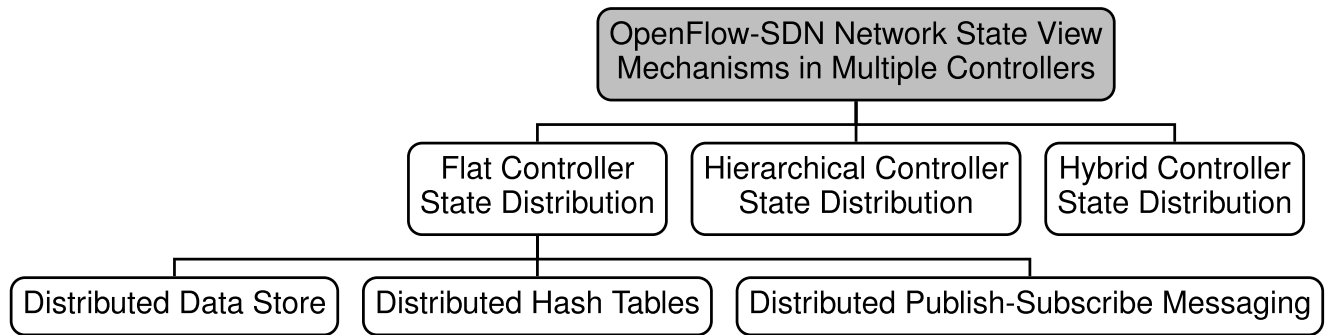 OpenFlow-SDN Network State View
Mechanisms in Multiple Controllers
Flat Controller
State Distribution
Hierarchical Controller
State Distribution
Hybrid Controller
State Distribution
Distributed Data Store
Distributed Hash Tables
Distributed Publish-Subscribe Messaging